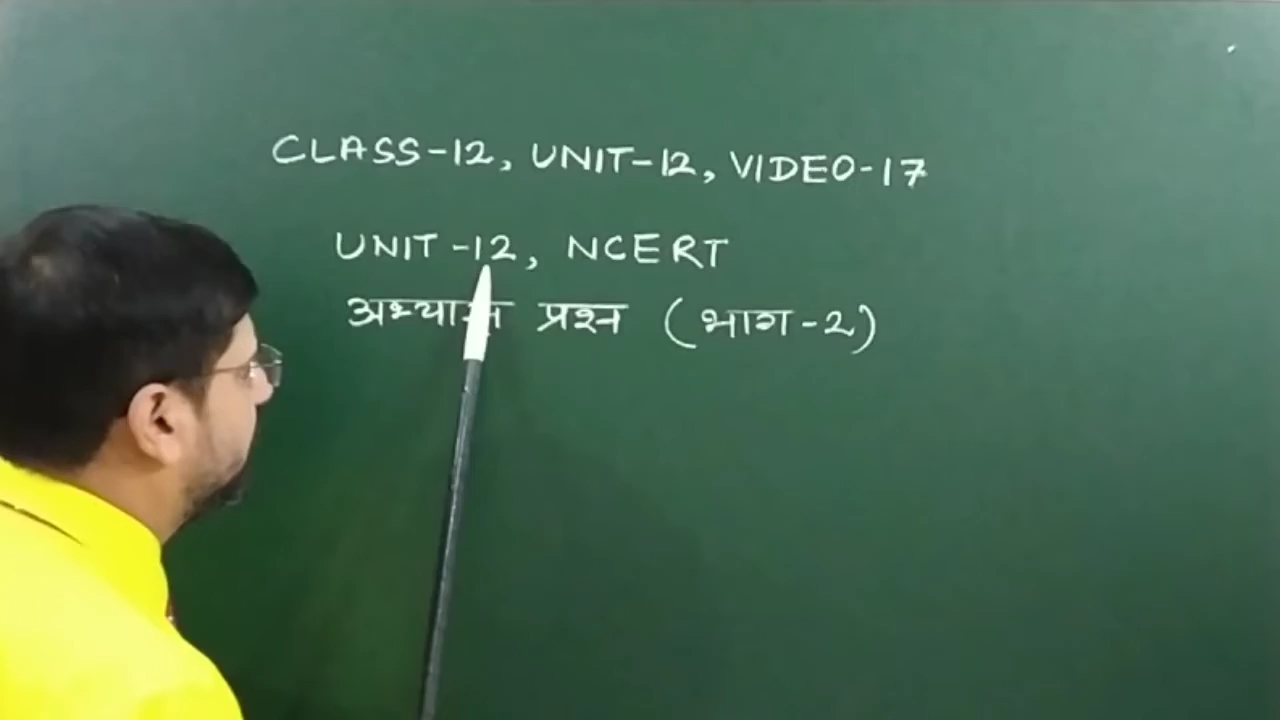 CLASS-12, UNIT-12, VIDEO-17
UNIT-12, NCERT
अभ्यास प्रश्न (भाग-2)